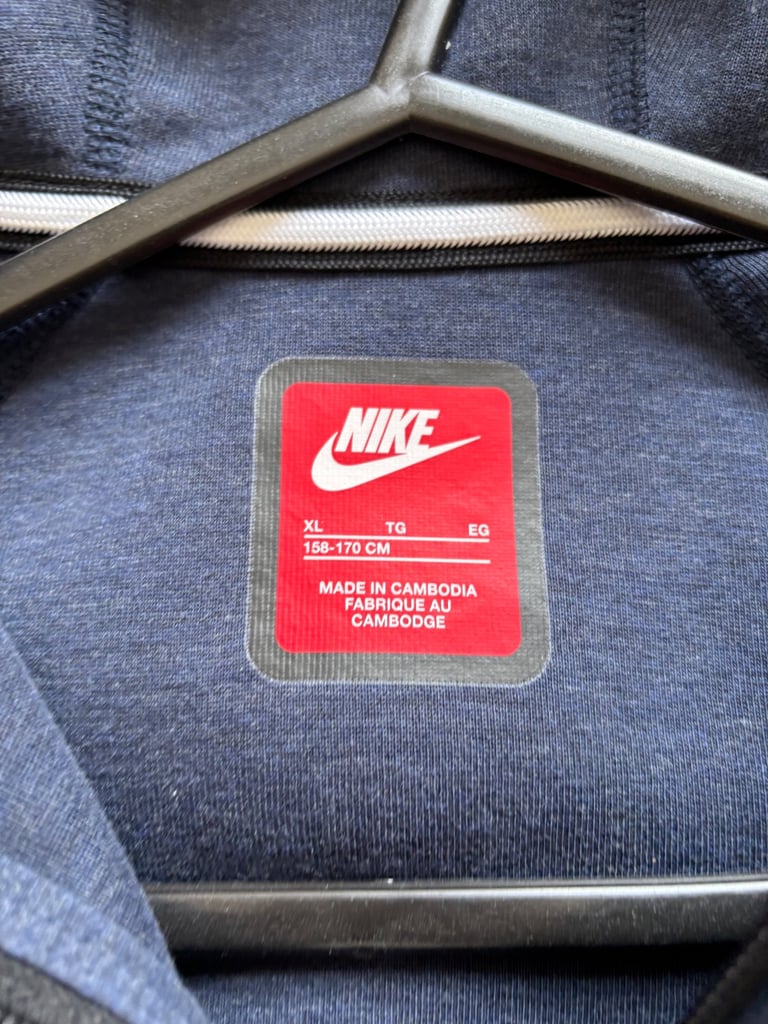 NIKE
XL TG EG
158-170 CM
MADE IN CAMBODIA
FABRIQUE AU
CAMBODGE